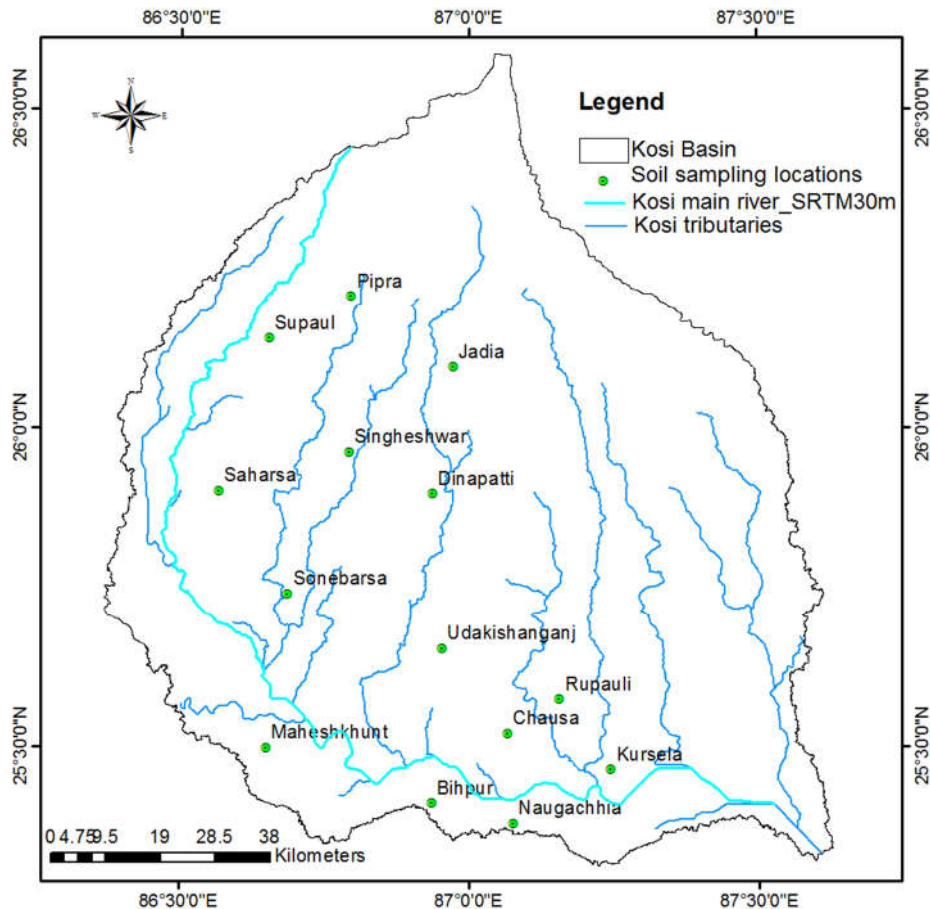 86°30'0"E 87°0'0"E 87°30'0"E
26°30'0"N
26°30'0"N
N
W E
S
Legend
Kosi Basin
Soil sampling locations
Kosi main river_SRTM30m
Kosi tributaries
Pipra
Supaul
Jadia
26°0'0"N
26°0'0"N
Singheshwar
Saharsa
Dinapatti
Sonebarsa
Udakishanganj
Rupauli
Chausa
Maheshkhunt
25°30'0"N
25°30'0"N
Kursela
Bihpur
Naugachhia
0 4.75 9.5 19 28.5 38
Kilometers
86°30'0"E 87°0'0"E 87°30'0"E